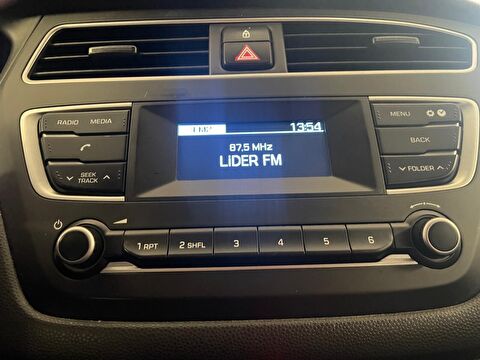 RADIO MEDIA
SEEK
TRACK
13:54
87,5 MHz
LIDER FM
MENU
BACK
FOLDER
1 RPT
2 SHFL
3
4
5
6